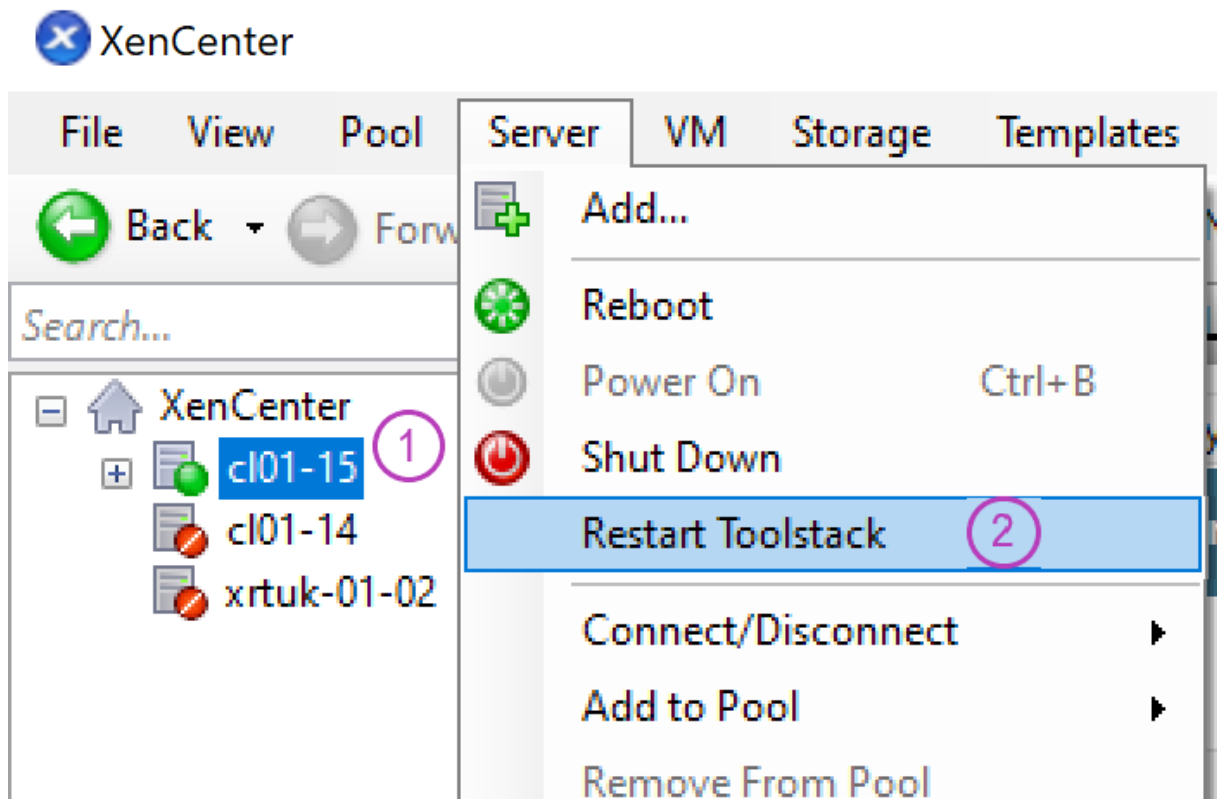 XenCenter
File View Pool Server VM Storage Templates
Back Forw
Search...
XenCenter
cl01-15 1
cl01-14
xrtuk-01-02
Add...
Reboot
Power On Ctrl+B
Shut Down
Restart Toolstack 2
Connect/Disconnect
Add to Pool
Remove From Pool